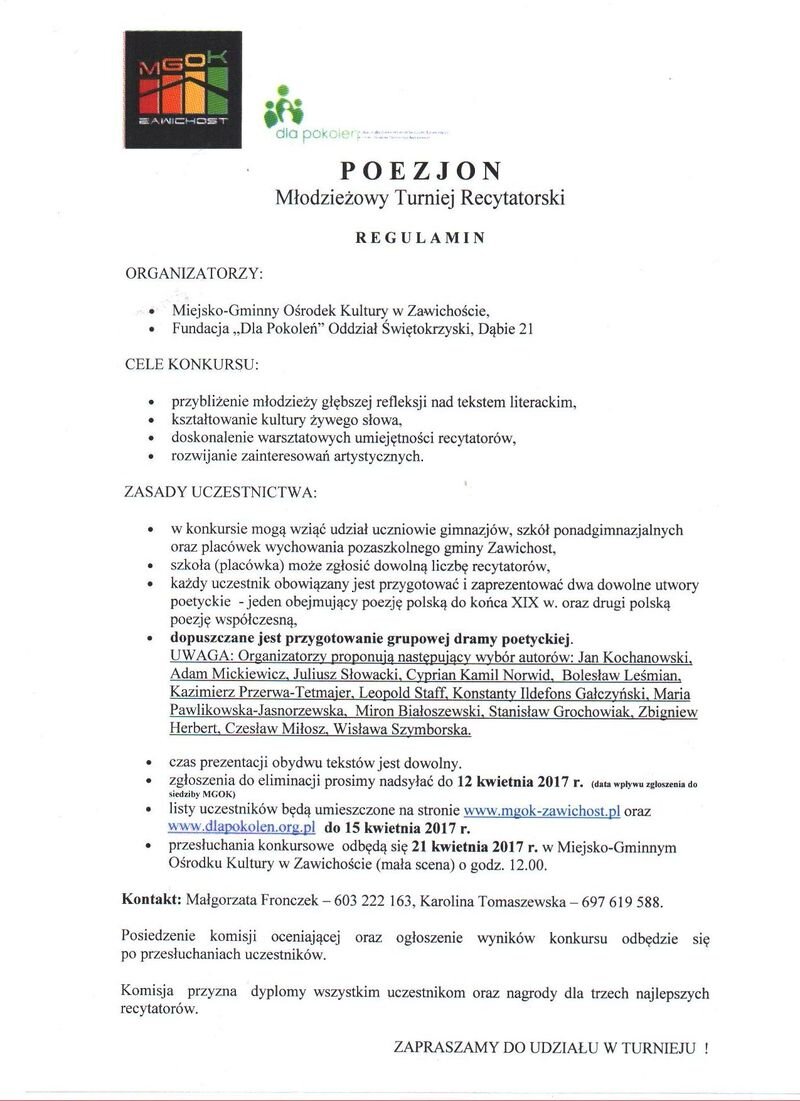 MGOK
ZAWICHOST
dla pokoleń
POEZJON
Młodzieżowy Turniej Recytatorski
REGULAMIN
ORGANIZATORZY:
• Miejsko-Gminny Ośrodek Kultury w Zawichoście,
• Fundacja „Dla Pokoleń” Oddział Świętokrzyski, Dąbie 21
CELE KONKURSU:
• przybliżenie młodzieży głębszej refleksji nad tekstem literackim,
• kształtowanie kultury żywego słowa,
• doskonalenie warsztatowych umiejętności recytatorów,
• rozwijanie zainteresowań artystycznych.
ZASADY UCZESTNICTWA:
• w konkursie mogą wziąć udział uczniowie gimnazjów, szkół ponadgimnazjalnych
oraz placówek wychowania pozaszkolnego gminy Zawichost,
• szkoła (placówka) może zgłosić dowolną liczbę recytatorów,
• każdy uczestnik obowiązany jest przygotować i zaprezentować dwa dowolne utwory
poetyckie - jeden obejmujący poezję polską do końca XIX w. oraz drugi polską
poezję współczesną,
• dopuszczane jest przygotowanie grupowej dramy poetyckiej.
UWAGA: Organizatorzy proponują następujący wybór autorów: Jan Kochanowski,
Adam Mickiewicz, Juliusz Słowacki, Cyprian Kamil Norwid, Bolesław Leśmian,
Kazimierz Przerwa-Tetmajer, Leopold Staff, Konstanty Ildefons Gałczyński, Maria
Pawlikowska-Jasnorzewska, Miron Białoszewski, Stanisław Grochowiak, Zbigniew
Herbert, Czesław Miłosz, Wisława Szymborska.
• czas prezentacji obydwu tekstów jest dowolny.
• zgłoszenia do eliminacji prosimy nadsyłać do 12 kwietnia 2017 r. (data wpływu zgłoszenia do
siedziby MGOK)
• listy uczestników będą umieszczone na stronie www.mgok-zawichost.pl oraz
www.dlapokolen.org.pl do 15 kwietnia 2017 r.
• przesłuchania konkursowe odbędą się 21 kwietnia 2017 r. w Miejsko-Gminnym
Ośrodku Kultury w Zawichoście (mała scena) o godz. 12.00.
Kontakt: Małgorzata Fronczek – 603 222 163, Karolina Tomaszewska – 697 619 588.
Posiedzenie komisji oceniającej oraz ogłoszenie wyników konkursu odbędzie się
po przesłuchaniach uczestników.
Komisja przyzna dyplomy wszystkim uczestnikom oraz nagrody dla trzech najlepszych
recytatorów.
ZAPRASZAMY DO UDZIAŁU W TURNIEJU !